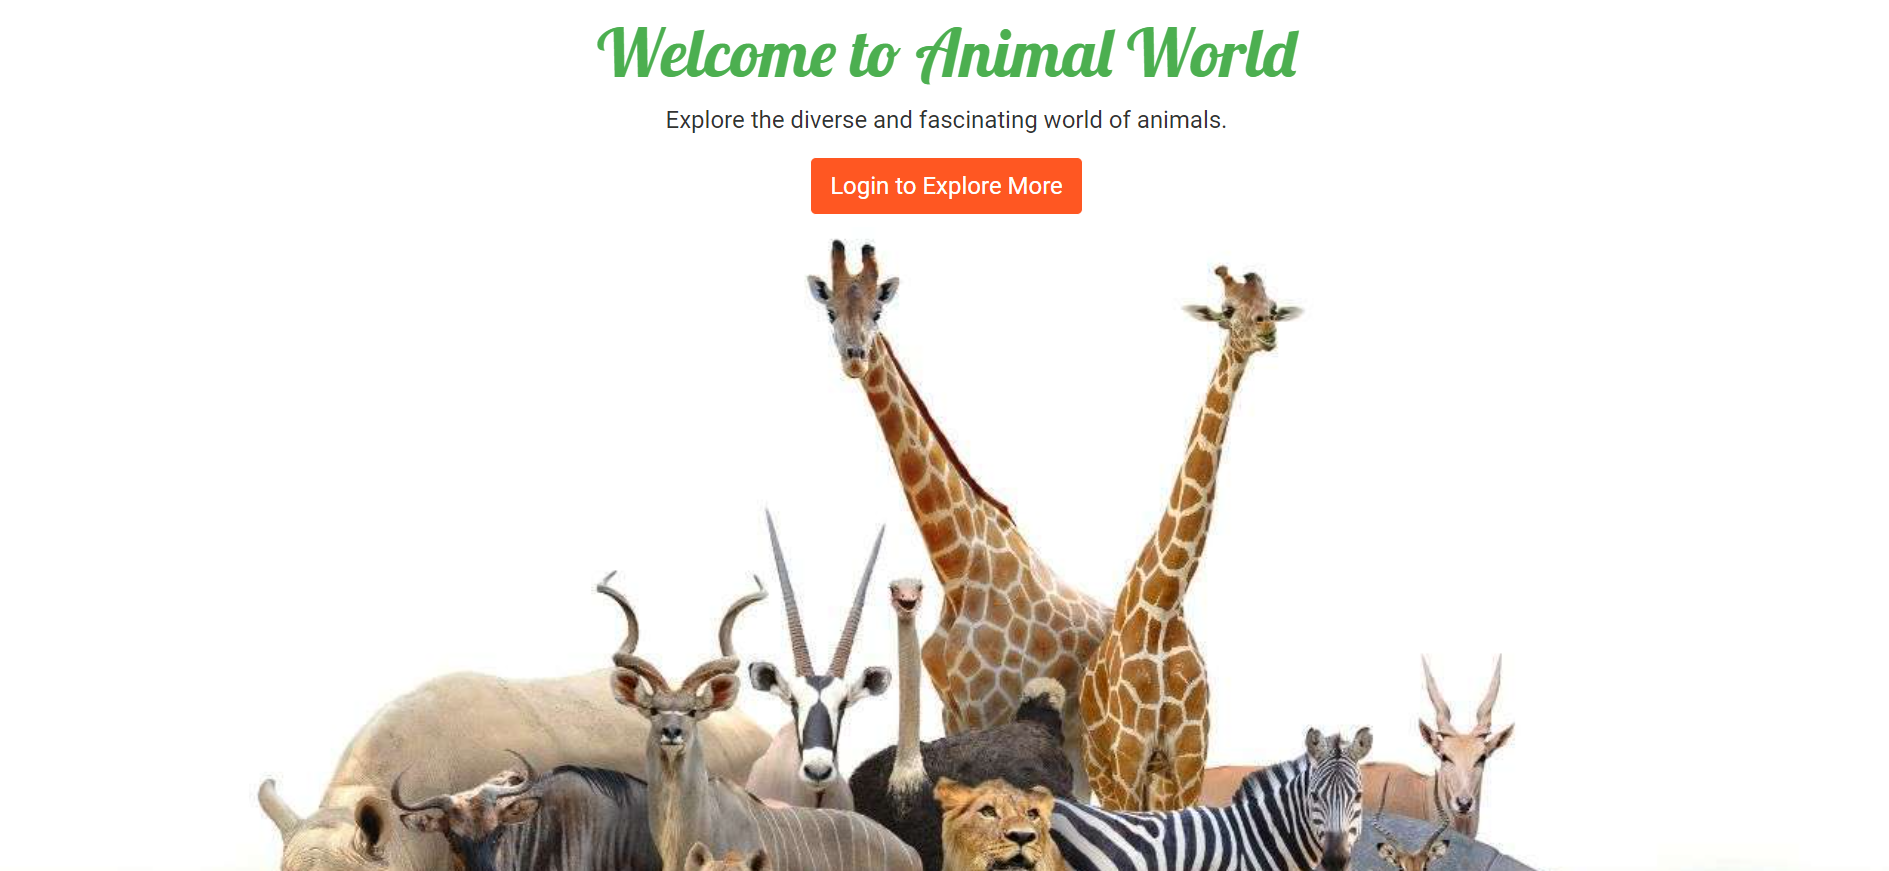 Welcome to Animal World
Explore the diverse and fascinating world of animals.
Login to Explore More